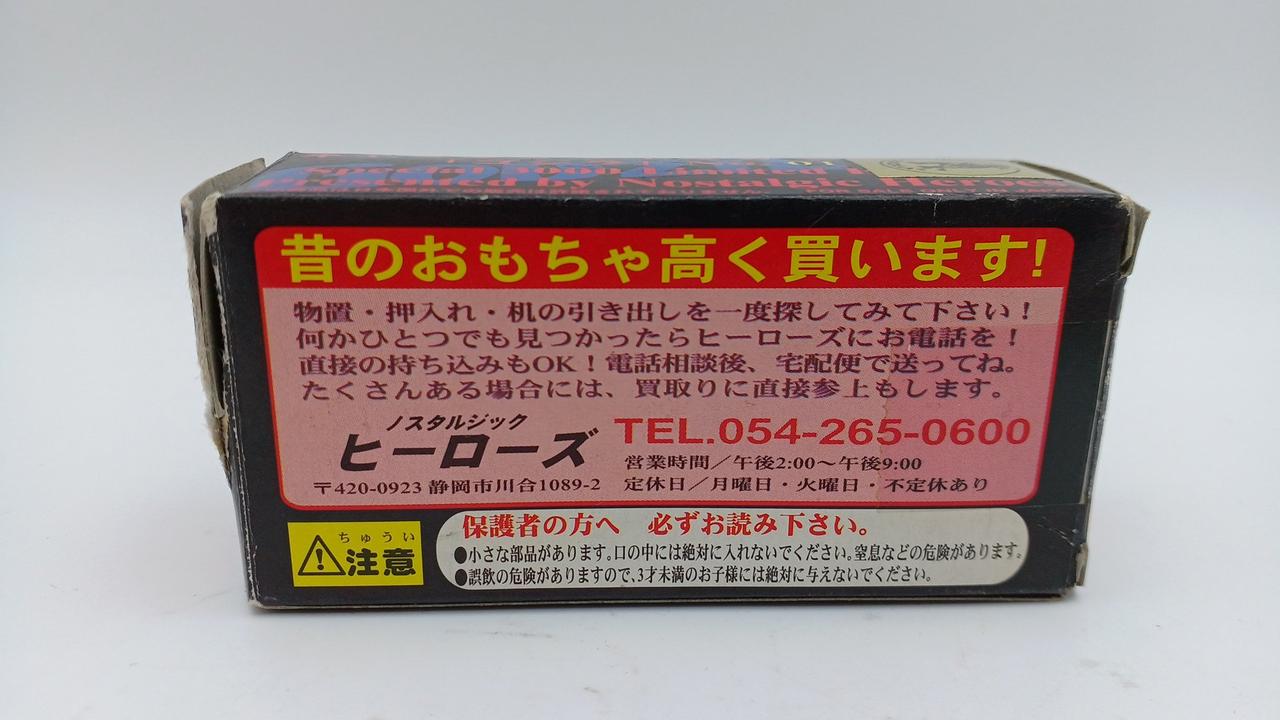 Special 3000 Limited
Presented by Nostalgic Heroes
昔のおもちゃ高く買います!
物置・押入れ・机の引き出しを一度探してみて下さい！
何かひとつでも見つかったらヒーローズにお電話を！
直接の持ち込みもOK！電話相談後、宅配便で送ってね。
たくさんある場合には、買取りに直接参上もします。
ノスタルジック
ヒーローズ
TEL.054-265-0600
営業時間／午後2:00～午後9:00
〒420-0923 静岡市川合1089-2
定休日／月曜日・火曜日・不定休あり
ちゅうい
注意
保護者の方へ 必ずお読み下さい。
●小さな部品があります。口の中には絶対に入れないでください。窒息などの危険があります。
●誤飲の危険がありますので、3才未満のお子様には絶対に与えないでください。